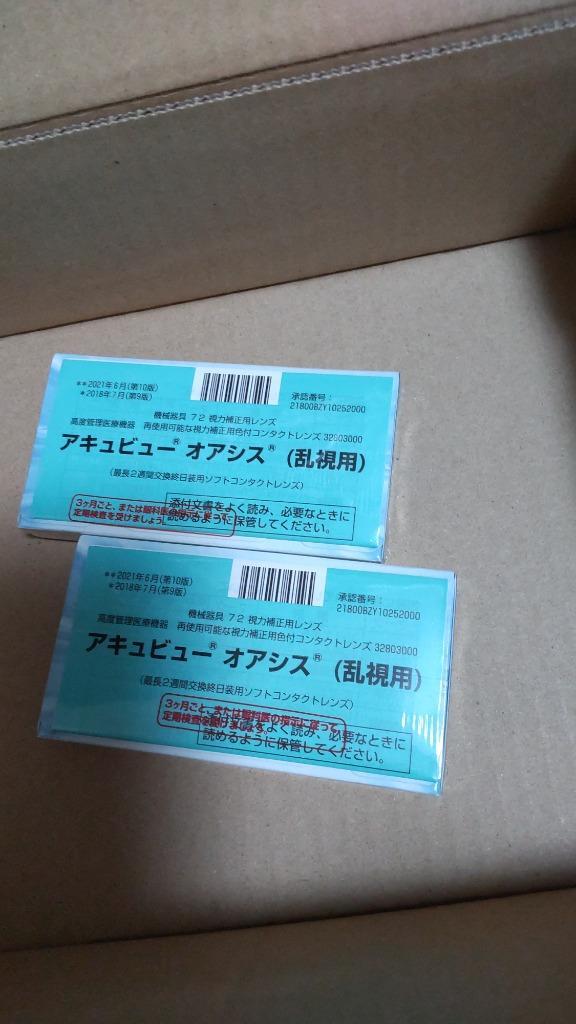 **2021年6月(第10版)
*2018年7月(第9版)
承認番号：
21800BZY10252000
機械器具 72 視力補正用レンズ
高度管理医療機器 再使用可能な視力補正用色付コンタクトレンズ 32803000
アキュビュー® オアシス® (乱視用)
(最長2週間交換終日装用ソフトコンタクトレンズ)
3ヶ月ごと、または眼科医の指示に従って
定期検査を受けましょう。
添付文書をよく読み、必要なときに
読めるように保管してください。
**2021年6月(第10版)
*2018年7月(第9版)
承認番号：
21800BZY10252000
機械器具 72 視力補正用レンズ
高度管理医療機器 再使用可能な視力補正用色付コンタクトレンズ 32803000
アキュビュー® オアシス® (乱視用)
(最長2週間交換終日装用ソフトコンタクトレンズ)
3ヶ月ごと、または眼科医の指示に従って
定期検査を受けましょう。
添付文書をよく読み、必要なときに
読めるように保管してください。